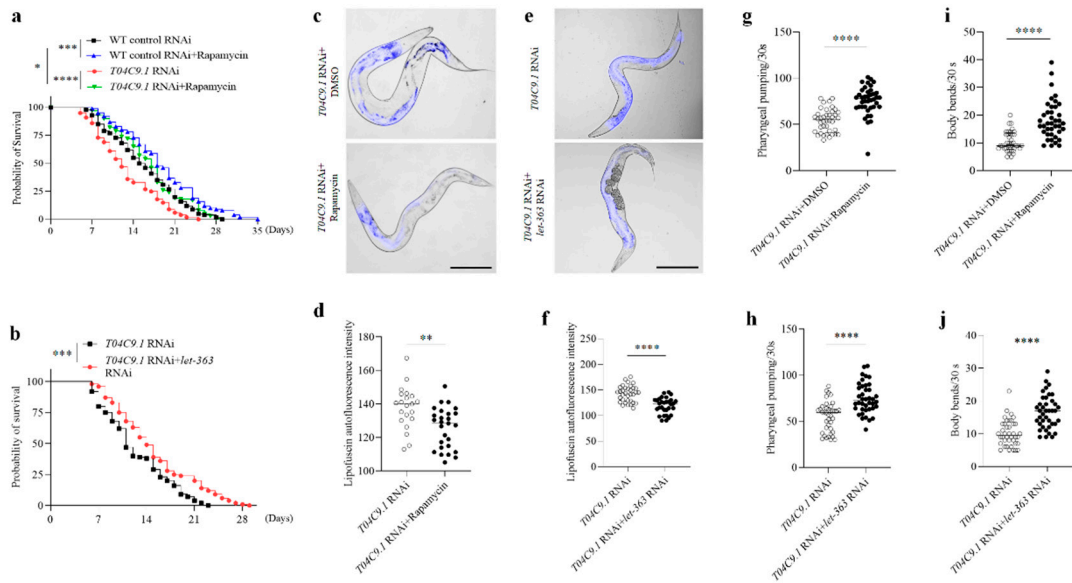 a
WT control RNAi
WT control RNAi+Rapamycin
T04C9.1 RNAi
T04C9.1 RNAi+Rapamycin
***
*
****
Probability of Survival
100
75
50
25
0
0 7 14 21 28 35 (Days)
b
***
T04C9.1 RNAi
T04C9.1 RNAi+let-363
RNAi
Probability of survival
100
75
50
25
0
0 7 14 21 28 (Days)
c
T04C9.1 RNAi+
DMSO
T04C9.1 RNAi+
Rapamycin
d
**
Lipofuscin autofluorescence intensity
180
160
140
120
100
T04C9.1 RNAi
T04C9.1 RNAi+Rapamycin
e
T04C9.1 RNAi
T04C9.1 RNAi+
let-363 RNAi
f
****
Lipofuscin autofluorescence intensity
250
200
150
100
50
0
T04C9.1 RNAi
T04C9.1 RNAi+let-363 RNAi
g
****
Pharyngeal pumping/30s
150
100
50
0
T04C9.1 RNAi+DMSO
T04C9.1 RNAi+Rapamycin
h
****
Pharyngeal pumping/30s
150
100
50
0
T04C9.1 RNAi
T04C9.1 RNAi+let-363 RNAi
i
****
Body bends/30 s
50
40
30
20
10
0
T04C9.1 RNAi+DMSO
T04C9.1 RNAi+Rapamycin
j
****
Body bends/30 s
40
30
20
10
0
T04C9.1 RNAi
T04C9.1 RNAi+let-363 RNAi